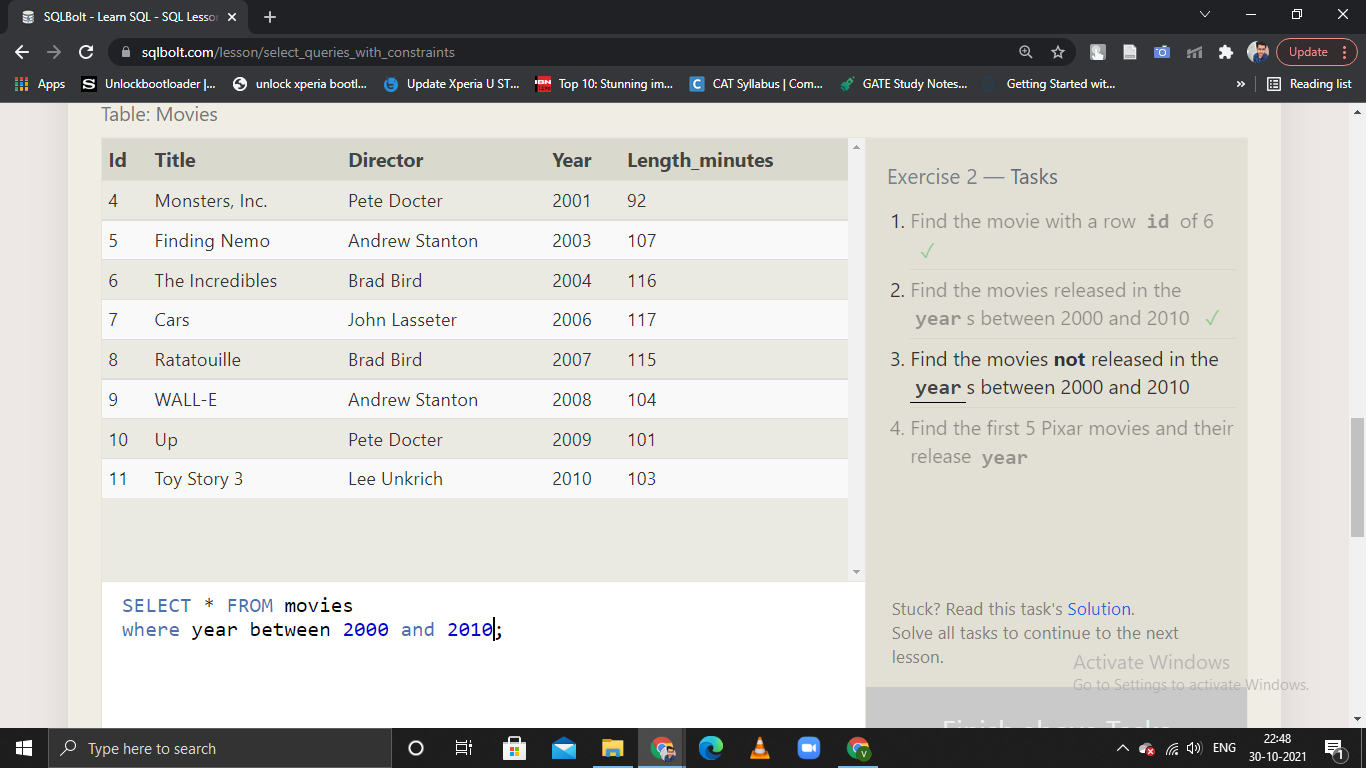 SQLBolt - Learn SQL - SQL Lesson
sqlbolt.com/lesson/select_queries_with_constraints
Update
Apps
Unlockbootloader |...
unlock xperia bootl...
Update Xperia U ST...
Top 10: Stunning im...
CAT Syllabus | Com...
GATE Study Notes...
Getting Started wit...
»
Reading list
Table: Movies
Id Title Director Year Length_minutes
4 Monsters, Inc. Pete Docter 2001 92
5 Finding Nemo Andrew Stanton 2003 107
6 The Incredibles Brad Bird 2004 116
7 Cars John Lasseter 2006 117
8 Ratatouille Brad Bird 2007 115
9 WALL-E Andrew Stanton 2008 104
10 Up Pete Docter 2009 101
11 Toy Story 3 Lee Unkrich 2010 103
SELECT * FROM movies
where year between 2000 and 2010;
Exercise 2 — Tasks
1. Find the movie with a row id of 6
✓
2. Find the movies released in the
year s between 2000 and 2010 ✓
3. Find the movies not released in the
year s between 2000 and 2010
4. Find the first 5 Pixar movies and their
release year
Stuck? Read this task's Solution.
Solve all tasks to continue to the next
lesson.
Activate Windows
Go to Settings to activate Windows.
Finish above Tasks
Type here to search
ENG
22:48
30-10-2021
1